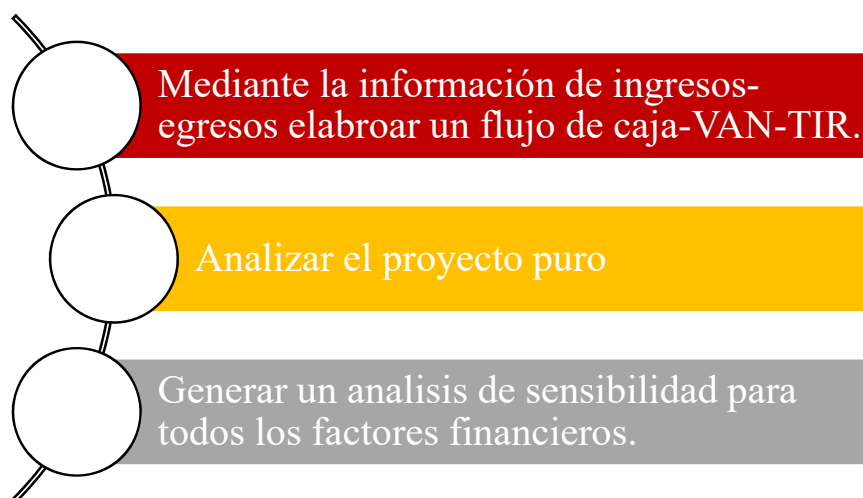 Mediante la información de ingresos-
egresos elabroar un flujo de caja-VAN-TIR.
Analizar el proyecto puro
Generar un analisis de sensibilidad para
todos los factores financieros.